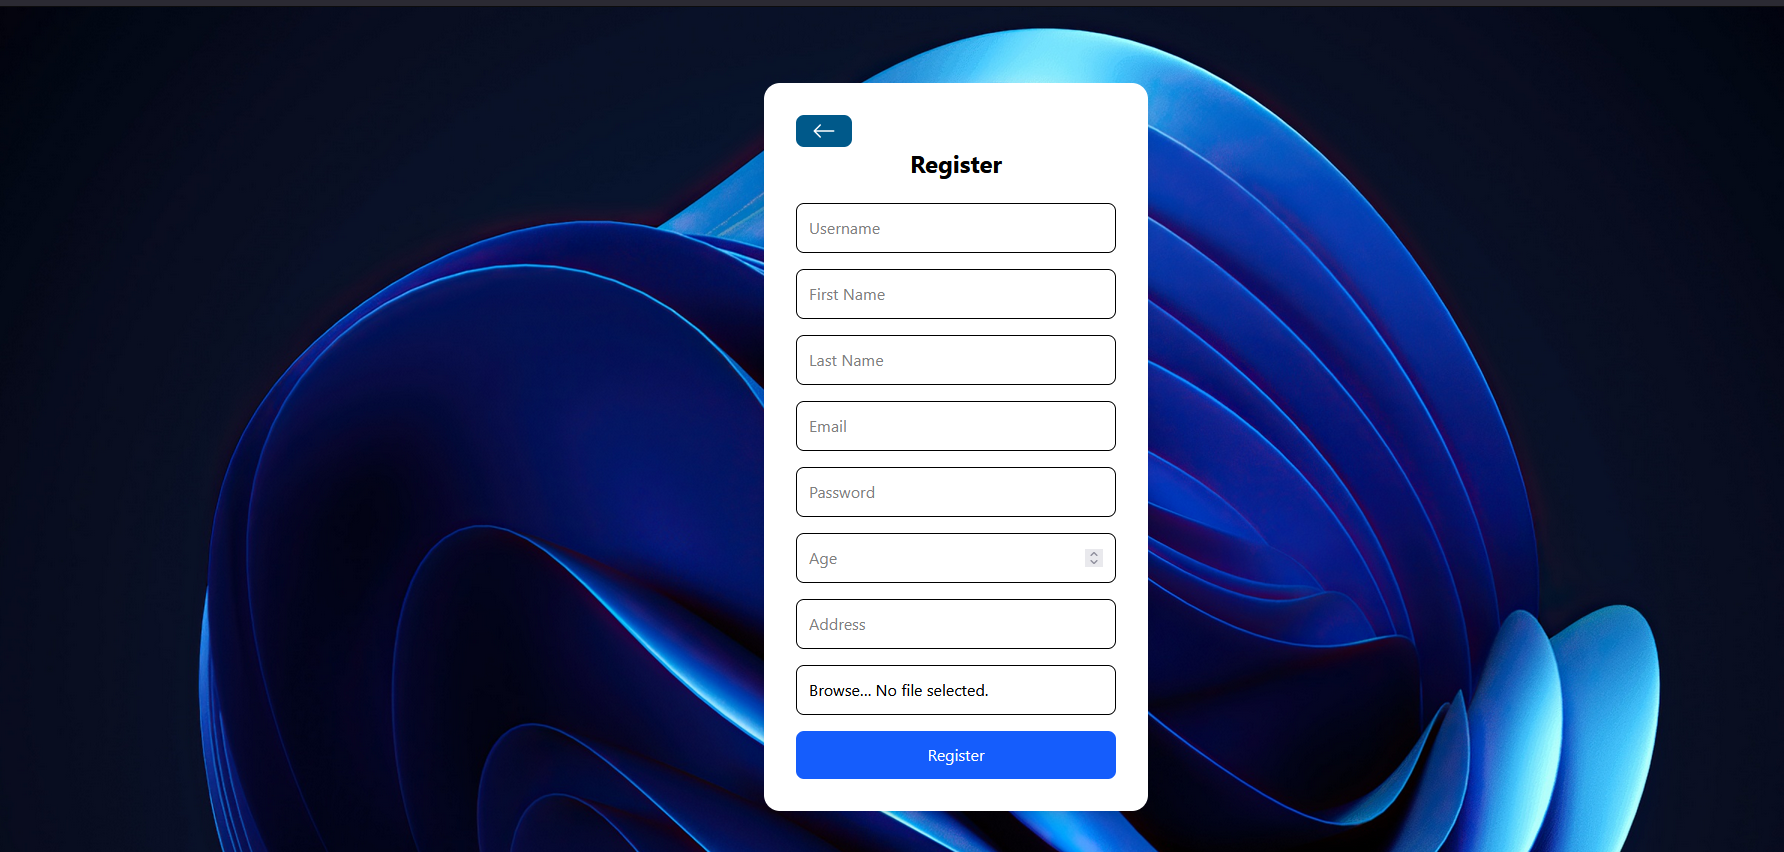 Register
Username
First Name
Last Name
Email
Password
Age
Address
Browse... No file selected.
Register